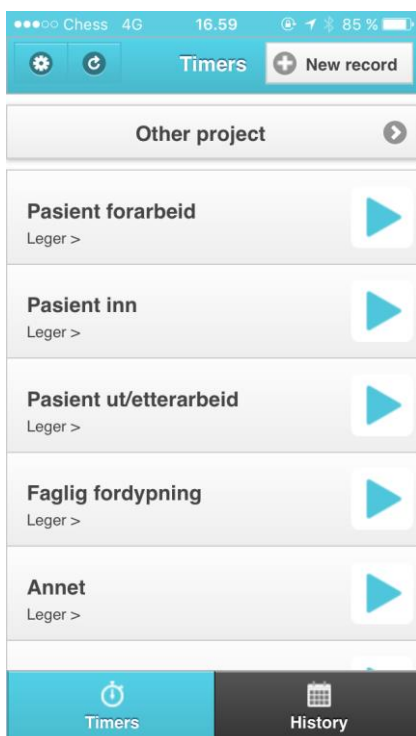 Chess 4G 16.59 85 %
Timers New record
Other project
Pasient forarbeid
Leger >
Pasient inn
Leger >
Pasient ut/etterarbeid
Leger >
Faglig fordypning
Leger >
Annet
Leger >
Timers History